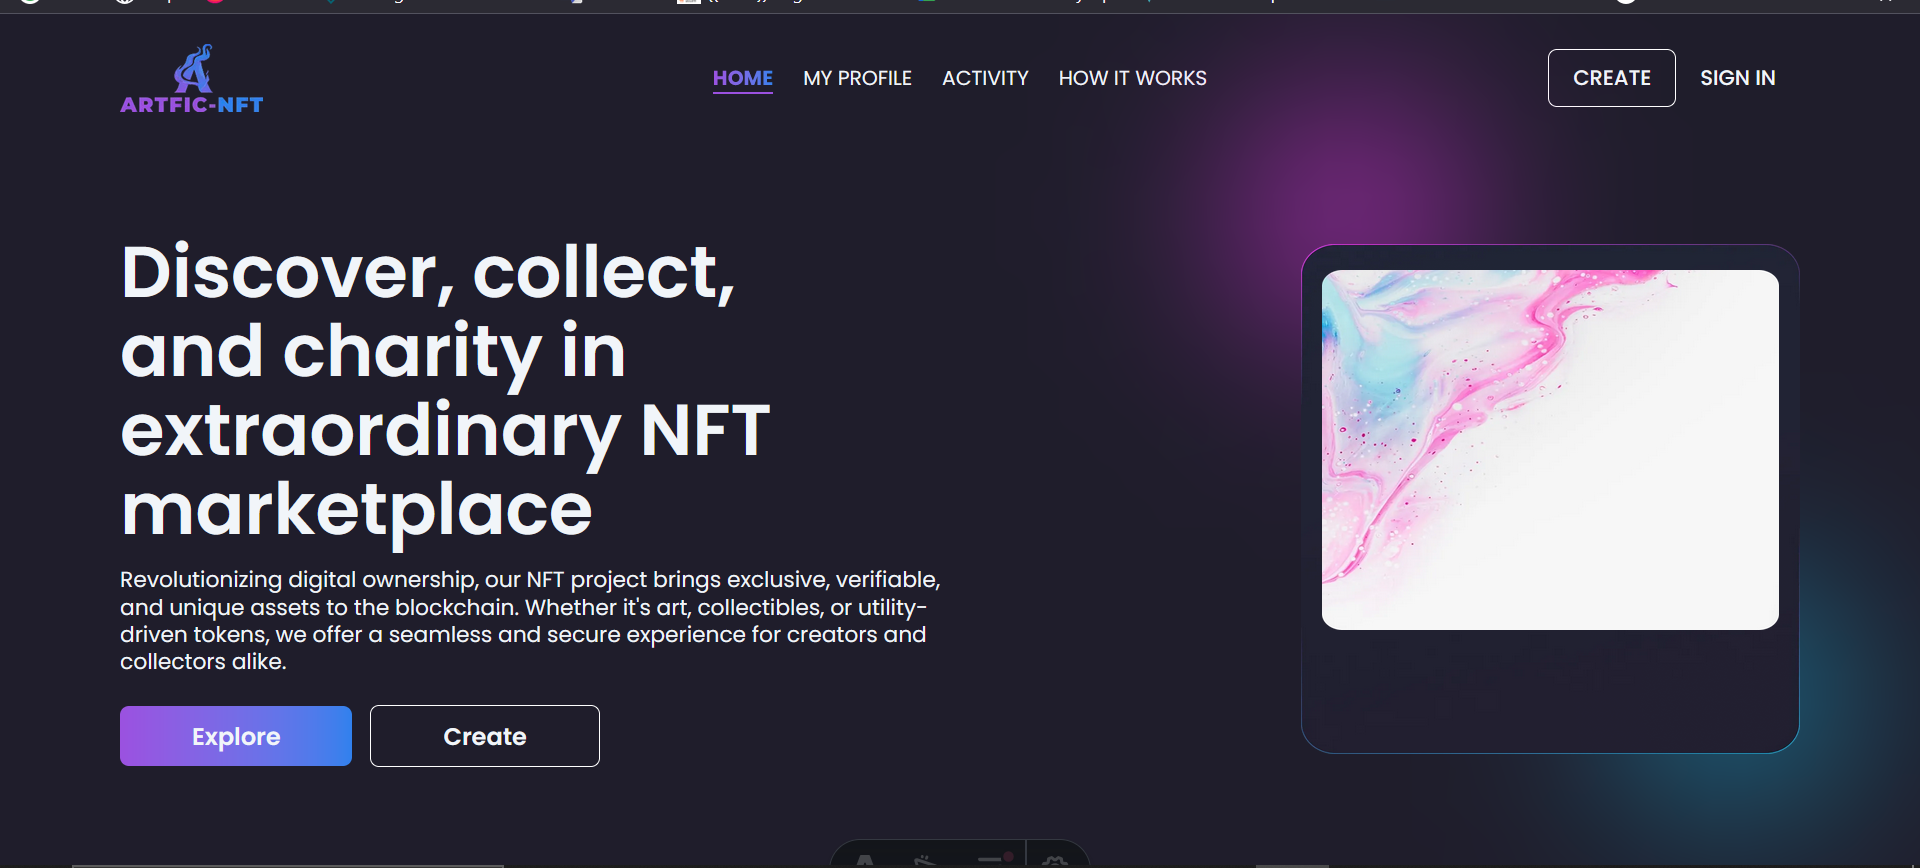 ARTFIC-NFT
HOME MY PROFILE ACTIVITY HOW IT WORKS
CREATE SIGN IN
Discover, collect,
and charity in
extraordinary NFT
marketplace
Revolutionizing digital ownership, our NFT project brings exclusive, verifiable,
and unique assets to the blockchain. Whether it's art, collectibles, or utility-
driven tokens, we offer a seamless and secure experience for creators and
collectors alike.
Explore Create